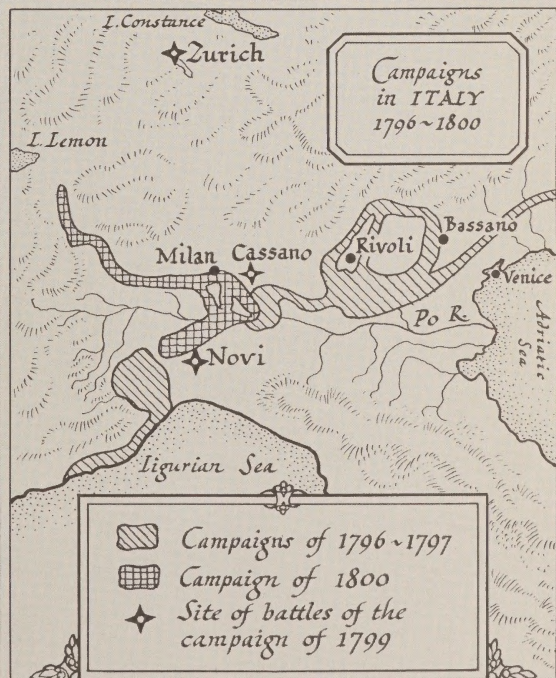 L. Constance
Zurich
Campaigns
in ITALY
1796~1800
L. Lemon
Bassano
Rivoli
Milan
Cassano
Venice
Po R.
Adriatic
Sea
Novi
Ligurian Sea
Campaigns of 1796~1797
Campaign of 1800
Site of battles of the
campaign of 1799